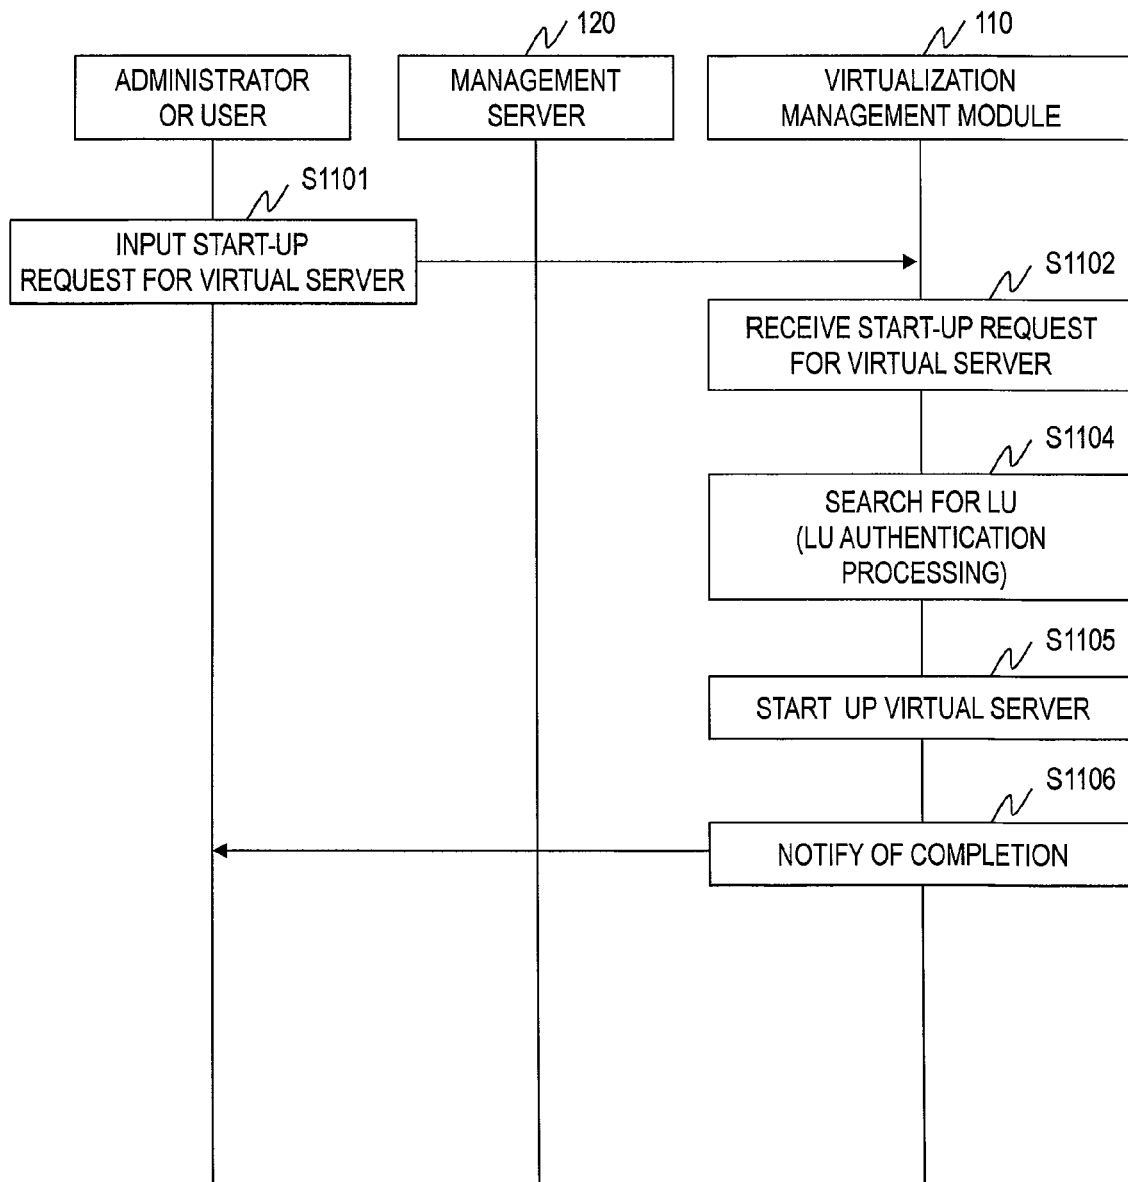 120
110
ADMINISTRATOR
OR USER
MANAGEMENT
SERVER
VIRTUALIZATION
MANAGEMENT MODULE
S1101
INPUT START-UP
REQUEST FOR VIRTUAL SERVER
S1102
RECEIVE START-UP REQUEST
FOR VIRTUAL SERVER
S1104
SEARCH FOR LU
(LU AUTHENTICATION
PROCESSING)
S1105
START UP VIRTUAL SERVER
S1106
NOTIFY OF COMPLETION